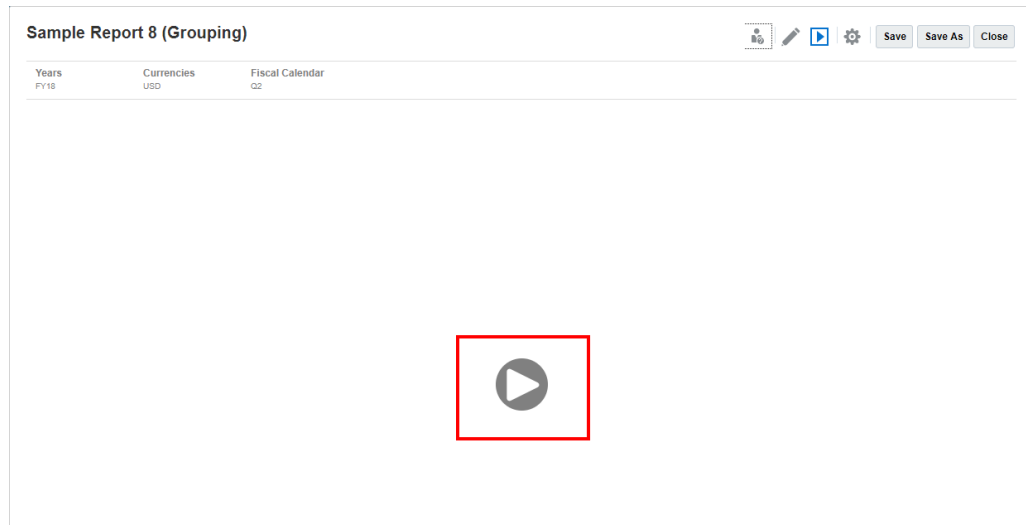 Sample Report 8 (Grouping)
Save Save As Close
Years Currencies Fiscal Calendar
FY18 USD Q2